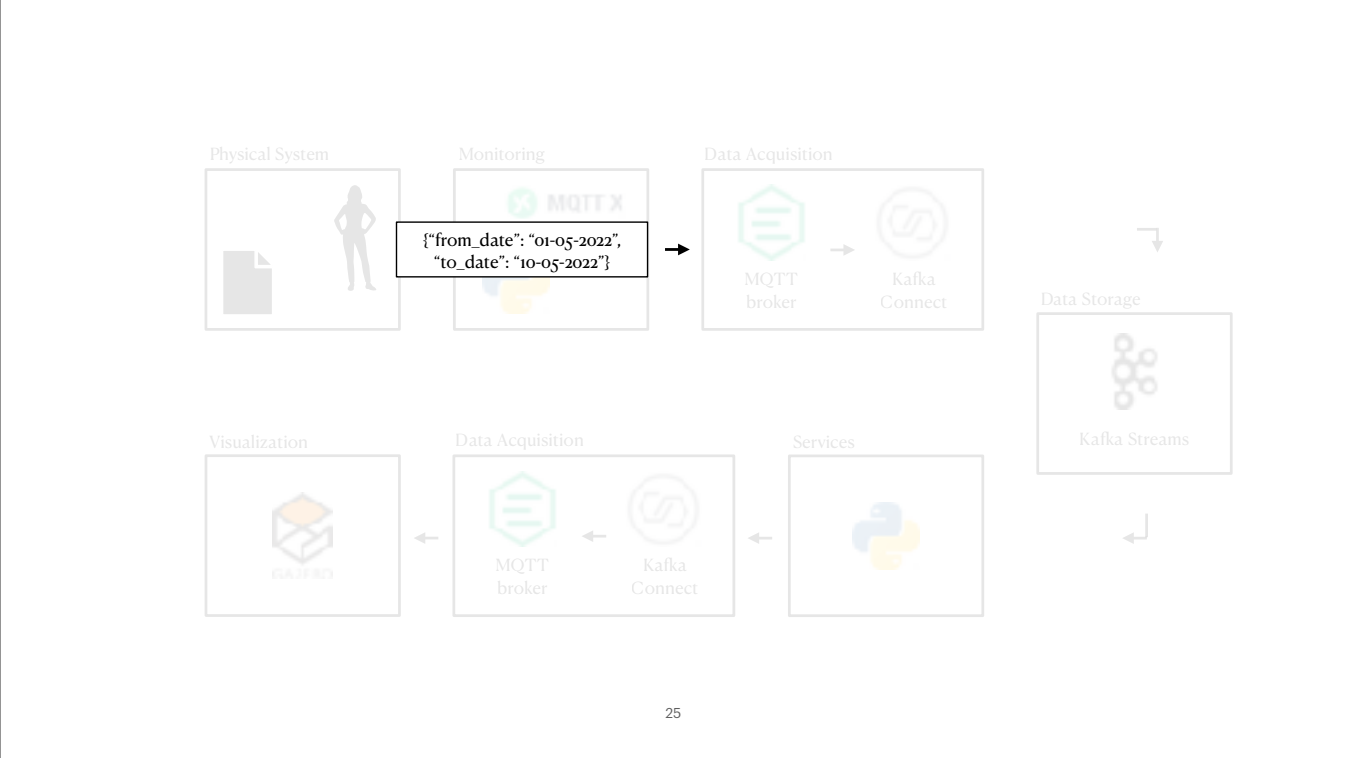 Physical System
Monitoring
Data Acquisition
MQTT X
{“from_date”: “01-05-2022”,
“to_date”: “10-05-2022”}
MQTT
broker
Kafka
Connect
Data Storage
Kafka Streams
Visualization
Data Acquisition
Services
MQTT
broker
Kafka
Connect
25